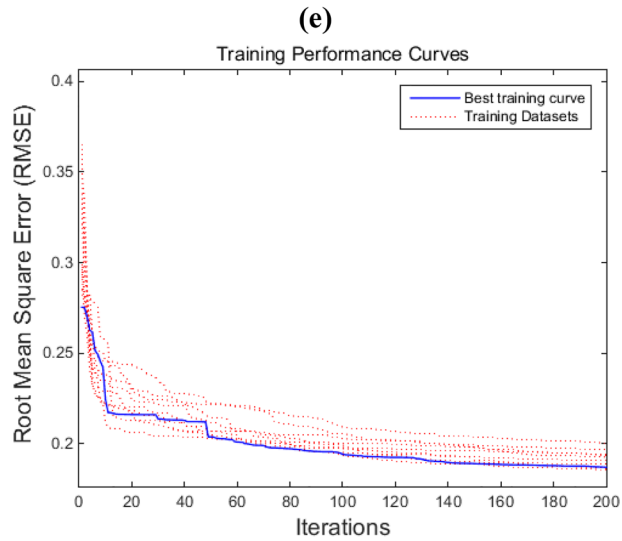 (e)
Training Performance Curves
Root Mean Square Error (RMSE)
0.4
0.35
0.3
0.25
0.2
Best training curve
Training Datasets
0 20 40 60 80 100 120 140 160 180 200
Iterations